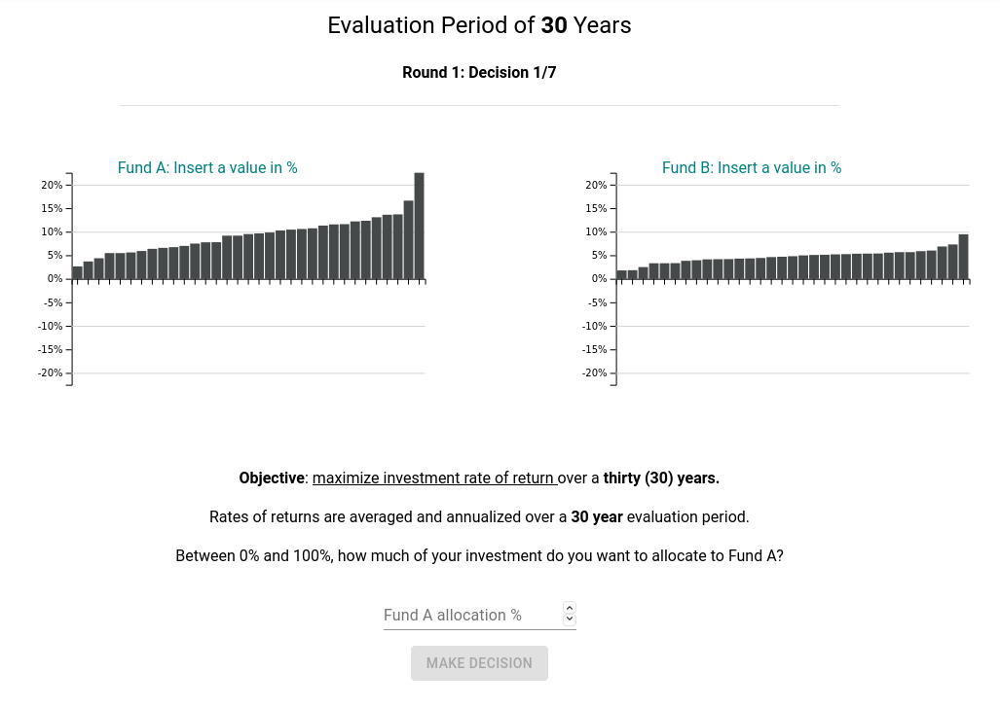 Evaluation Period of 30 Years
Round 1: Decision 1/7
Fund A: Insert a value in %
20%
15%
10%
5%
0%
-5%
-10%
-15%
-20%
Fund B: Insert a value in %
20%
15%
10%
5%
0%
-5%
-10%
-15%
-20%
Objective: maximize investment rate of return over a thirty (30) years.
Rates of returns are averaged and annualized over a 30 year evaluation period.
Between 0% and 100%, how much of your investment do you want to allocate to Fund A?
Fund A allocation %
MAKE DECISION